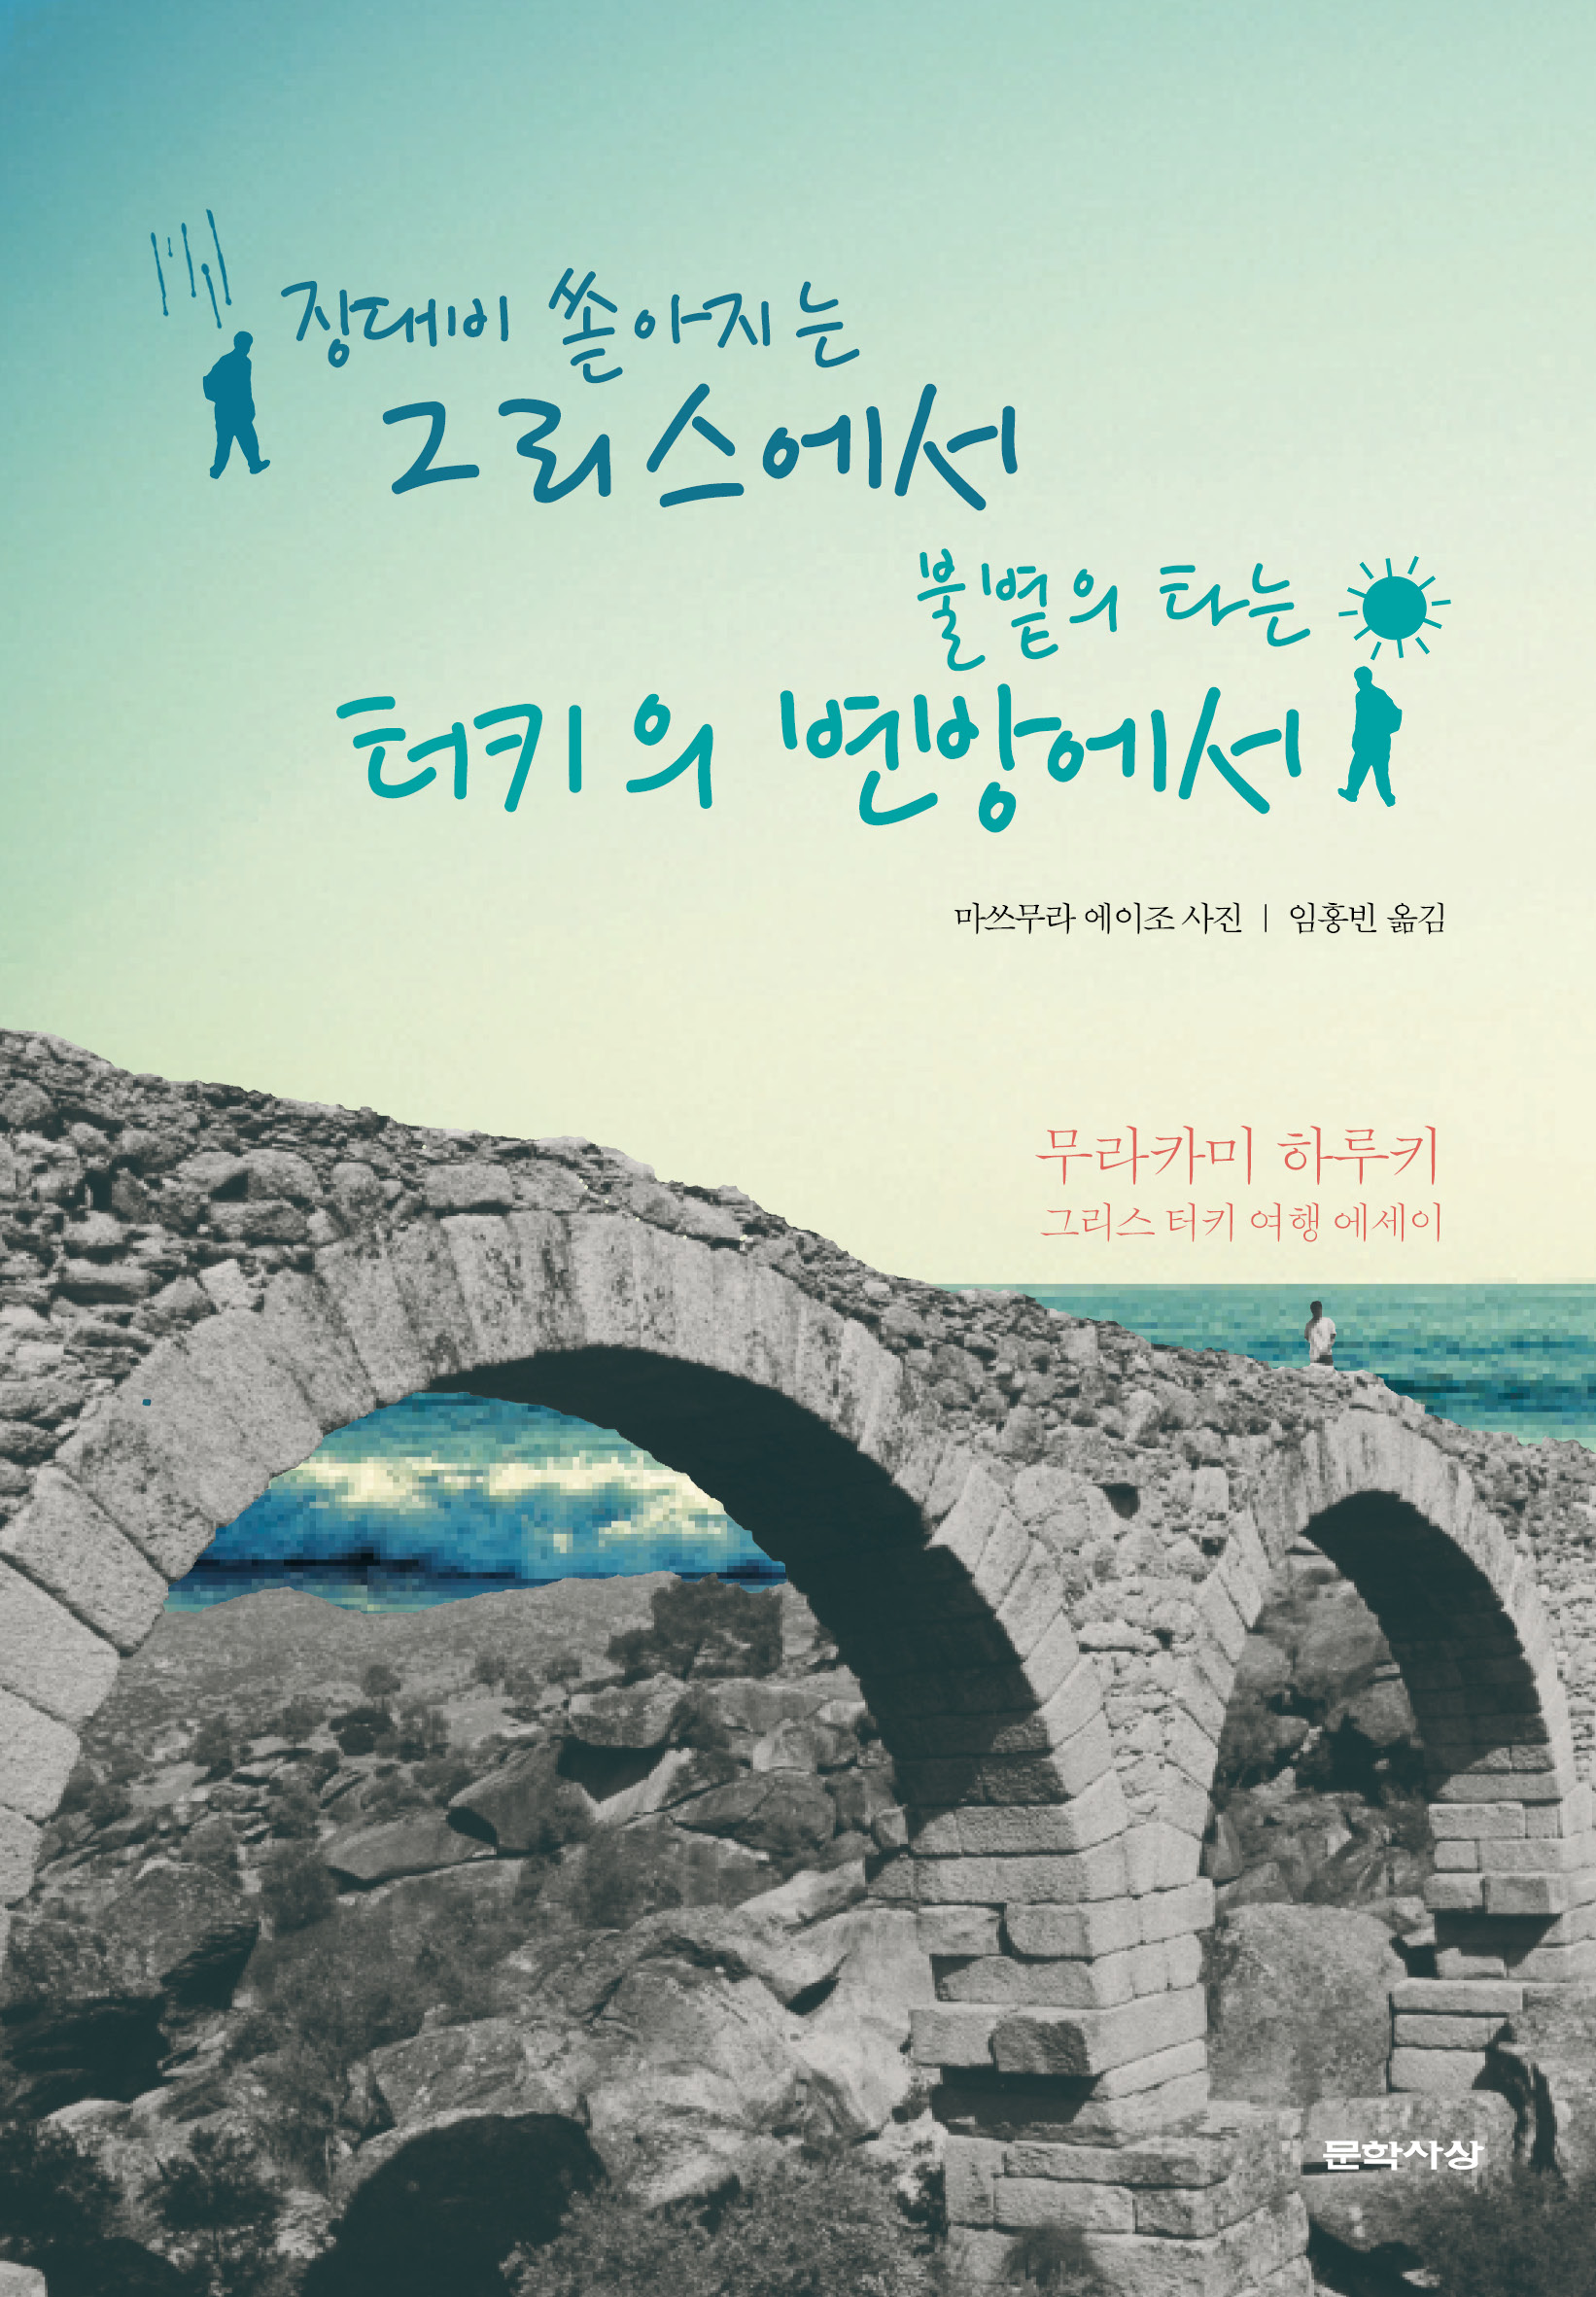 장대비 쏟아지는
그리스에서
불볕의 타는
터키의 변방에서
마쓰무라 에이조 사진 | 임홍빈 옮김
무라카미 하루키
그리스 터키 여행 에세이
문학사상